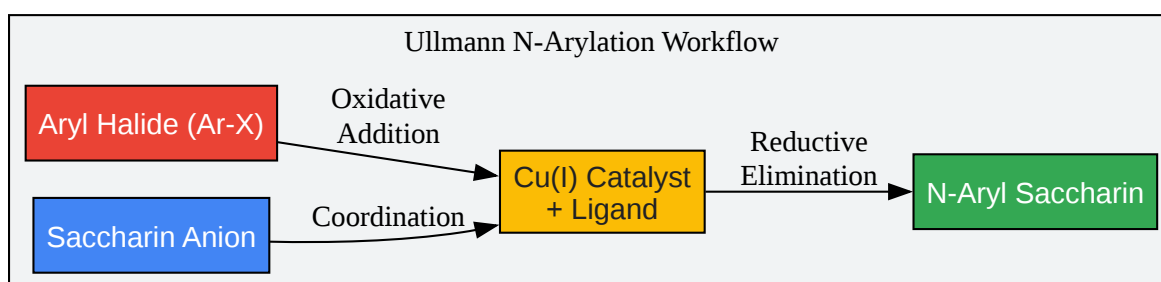 Ullmann N-Arylation Workflow
Aryl Halide (Ar-X)
Oxidative
Addition
Saccharin Anion
Coordination
Cu(I) Catalyst
+ Ligand
Reductive
Elimination
N-Aryl Saccharin